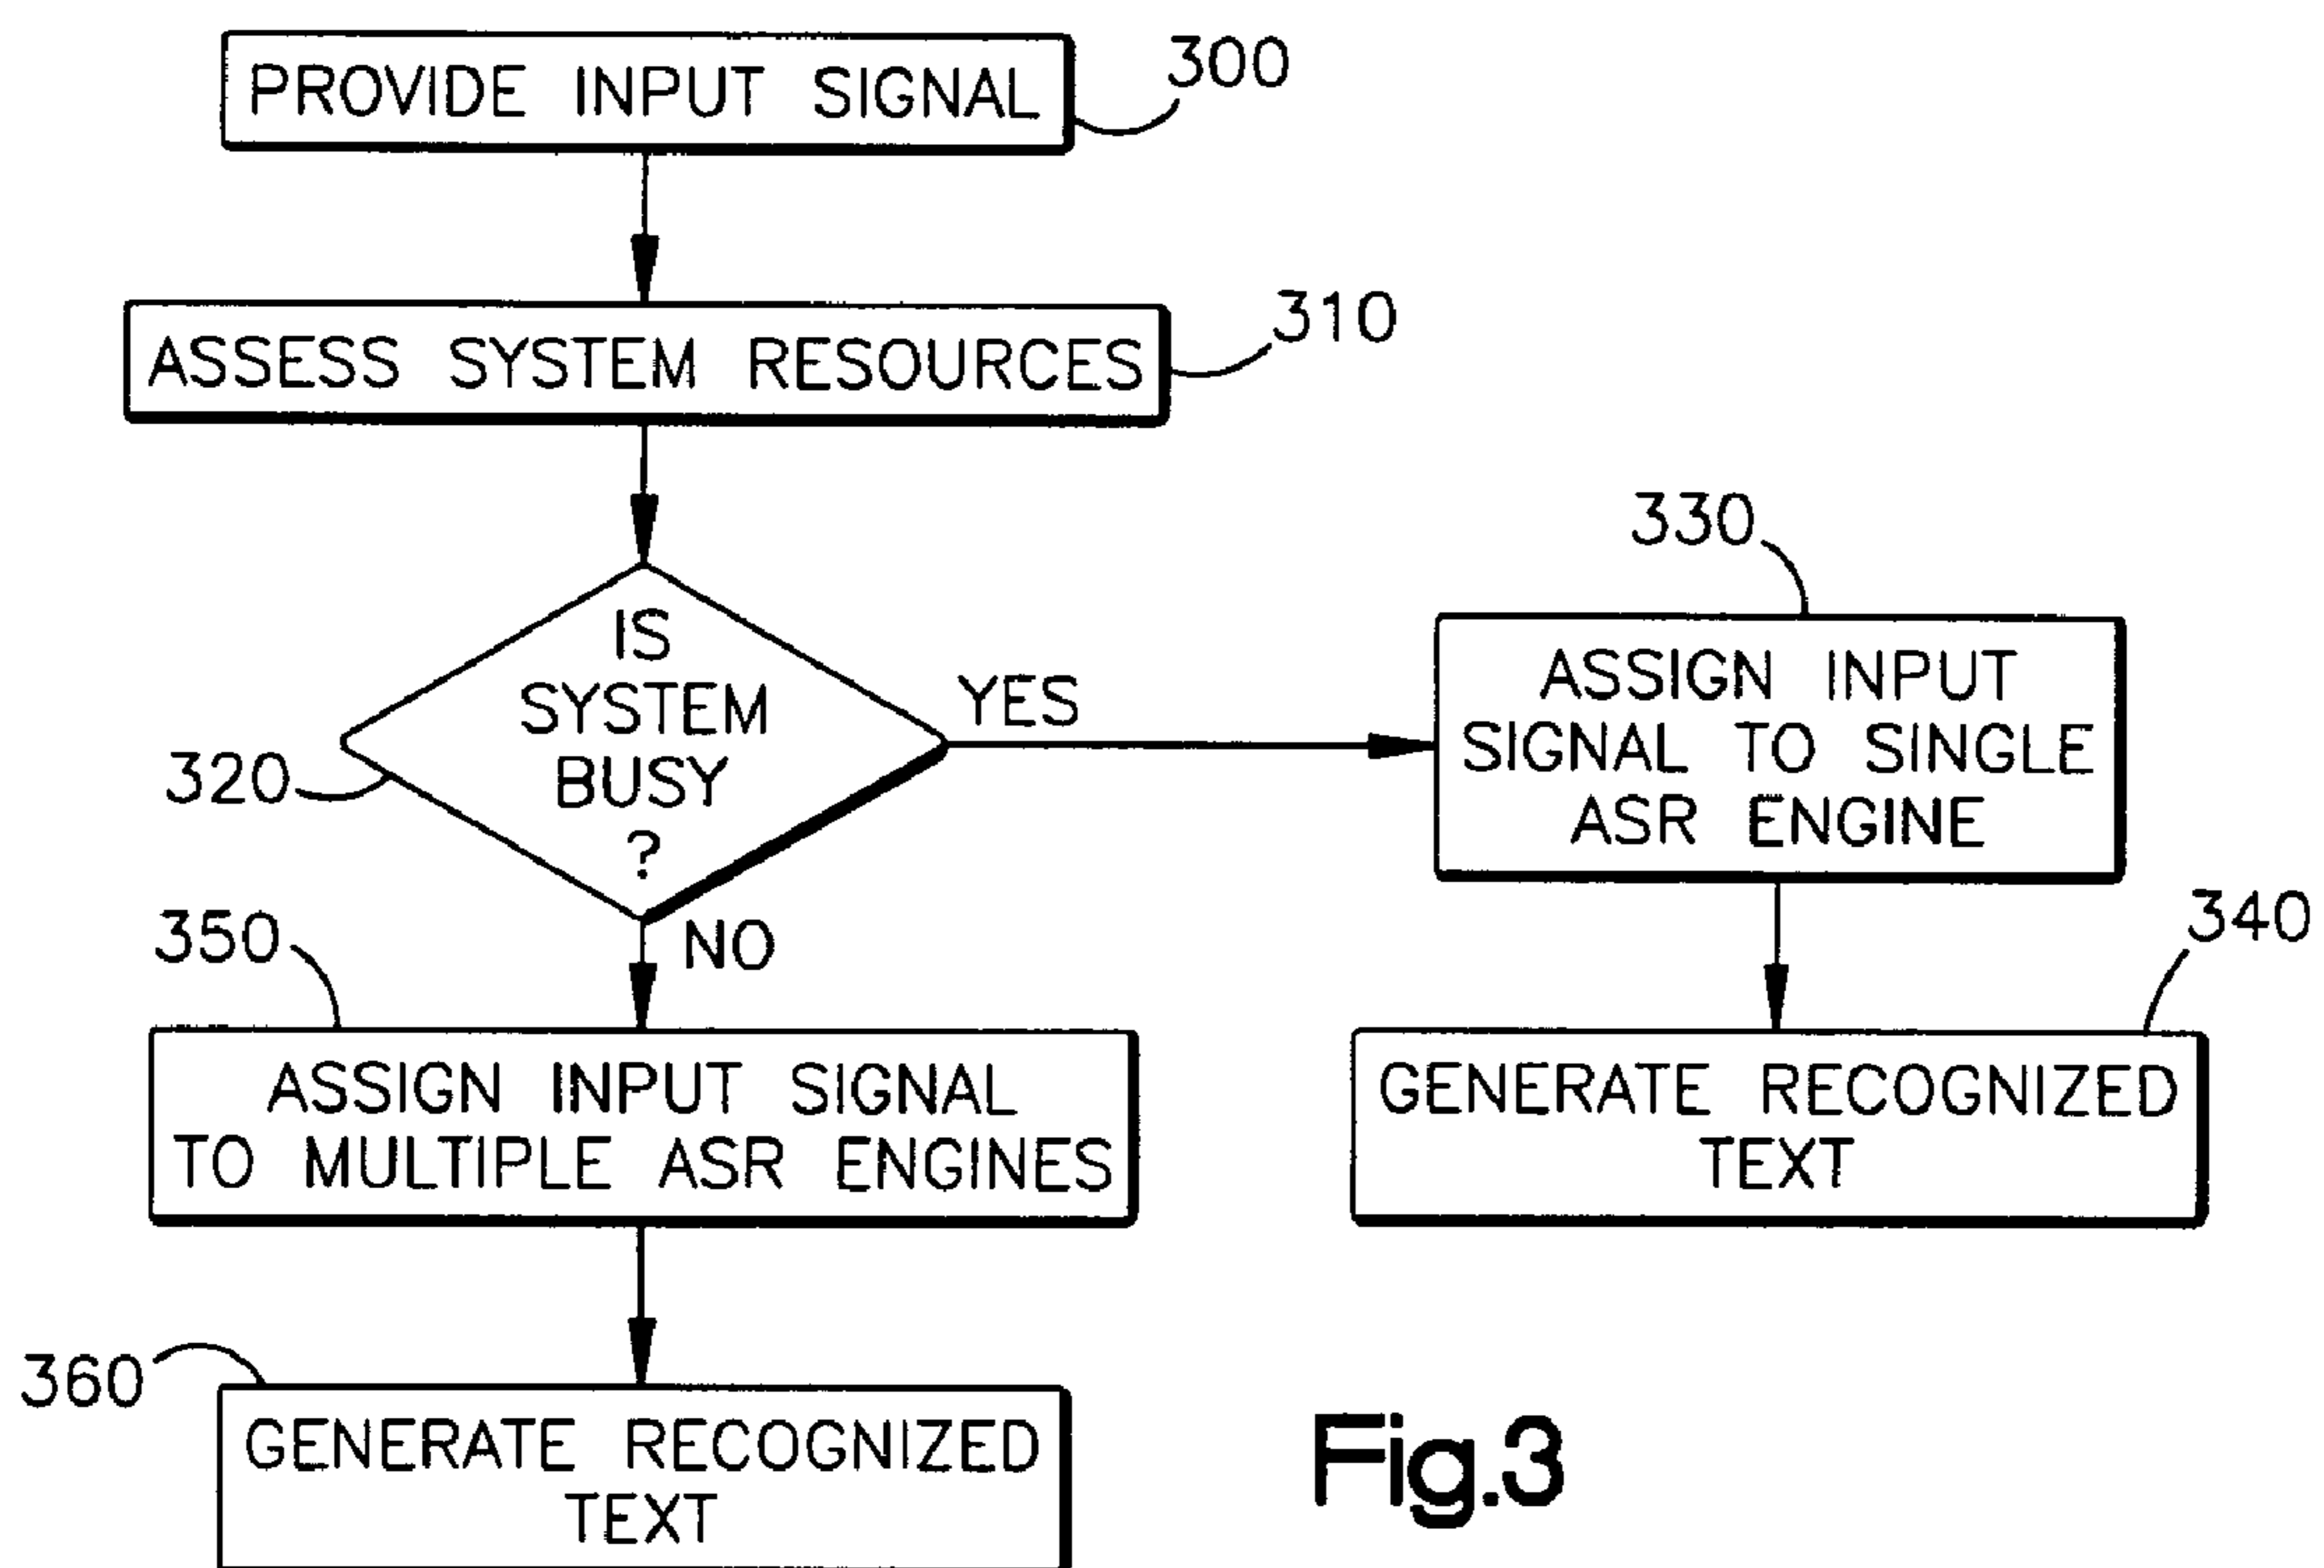 PROVIDE INPUT SIGNAL
300
ASSESS SYSTEM RESOURCES
310
IS
SYSTEM
BUSY
?
320
YES
330
ASSIGN INPUT
SIGNAL TO SINGLE
ASR ENGINE
340
GENERATE RECOGNIZED
TEXT
NO
350
ASSIGN INPUT SIGNAL
TO MULTIPLE ASR ENGINES
360
GENERATE RECOGNIZED
TEXT
Fig.3